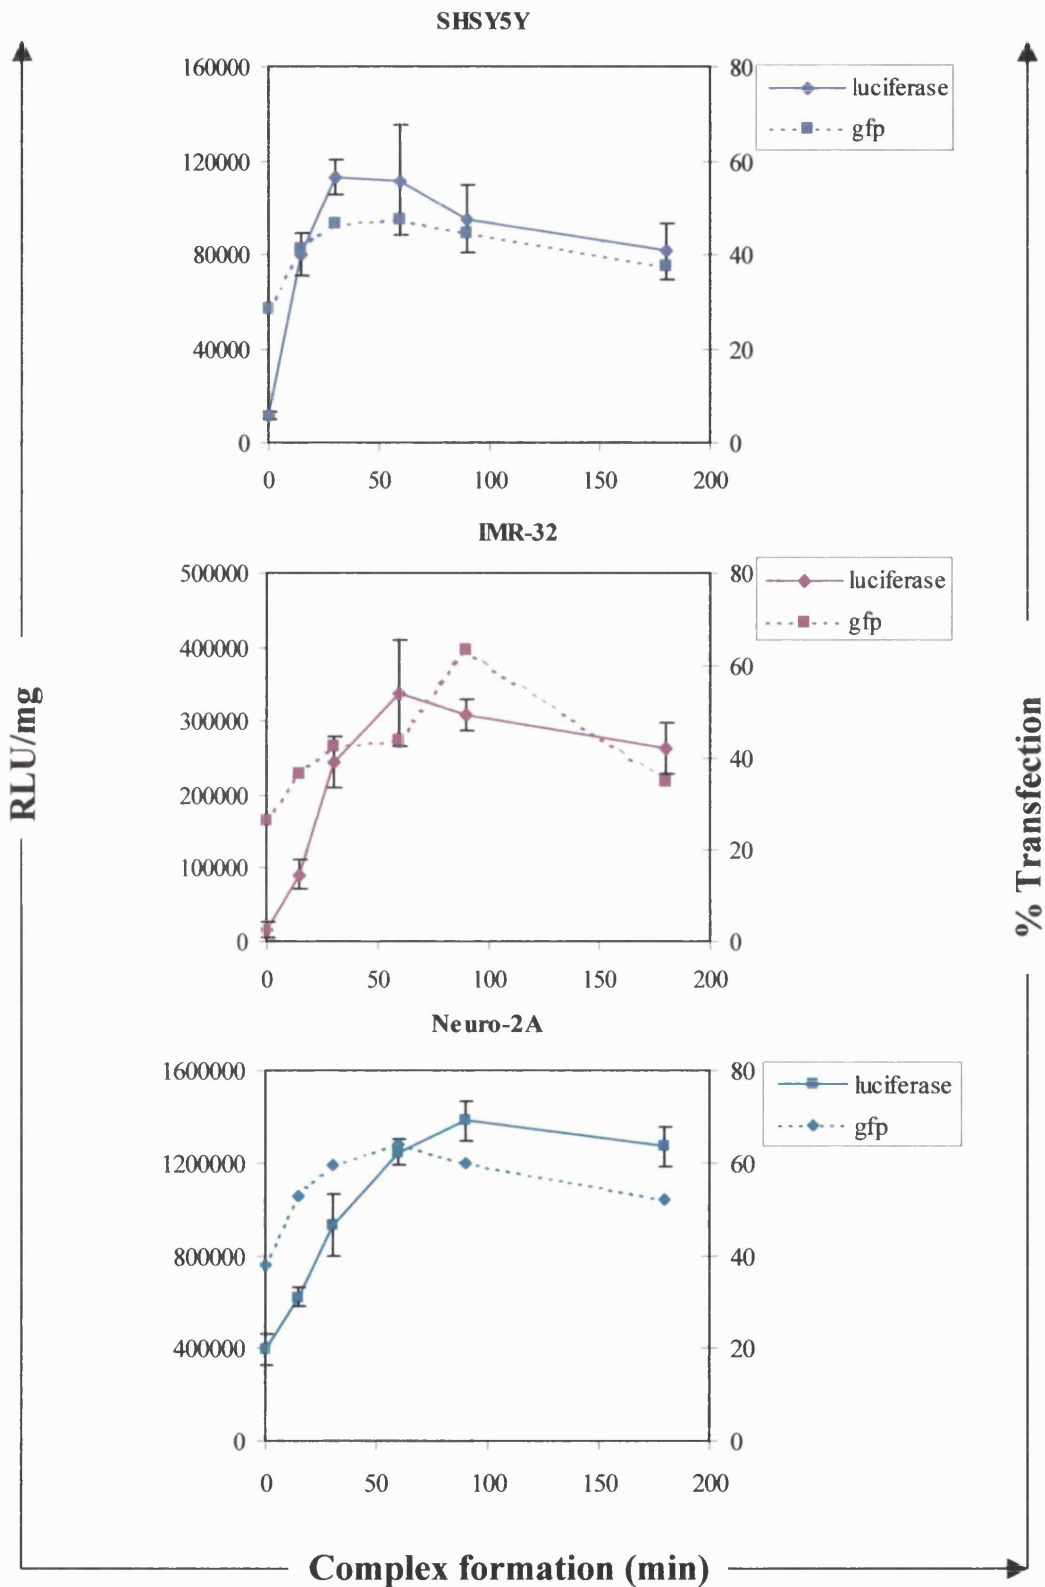 SHSY5Y
160000
120000
80000
40000
0
80
60
40
20
0
0 50 100 150 200
luciferase
gfp
IMR-32
500000
400000
300000
200000
100000
0
80
60
40
20
0
0 50 100 150 200
luciferase
gfp
Neuro-2A
1600000
1200000
800000
400000
0
80
60
40
20
0
0 50 100 150 200
luciferase
gfp
RLU/mg
% Transfection
Complex formation (min)